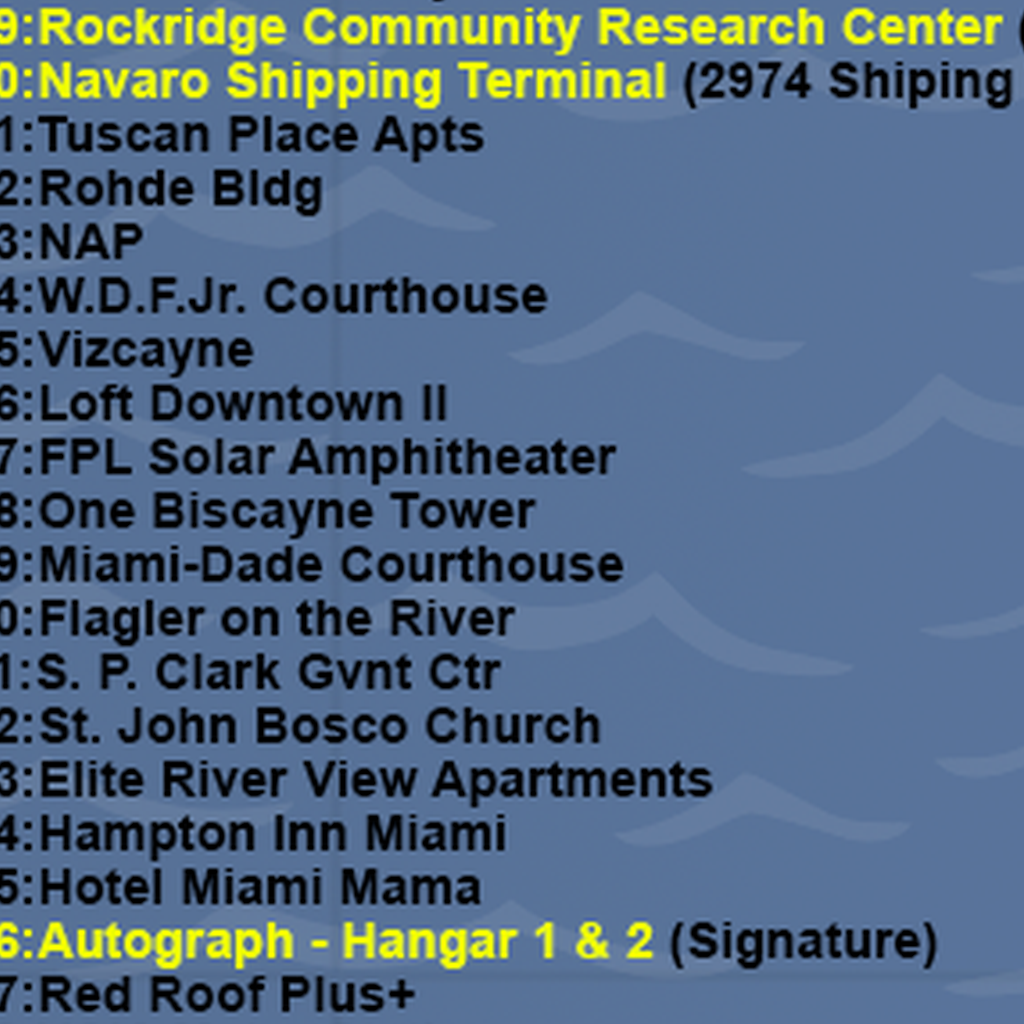 9:Rockridge Community Research Center (
0:Navaro Shipping Terminal (2974 Shiping
1:Tuscan Place Apts
2:Rohde Bldg
3:NAP
4:W.D.F.Jr. Courthouse
5:Vizcayne
6:Loft Downtown II
7:FPL Solar Amphitheater
8:One Biscayne Tower
9:Miami-Dade Courthouse
0:Flagler on the River
1:S. P. Clark Gvnt Ctr
2:St. John Bosco Church
3:Elite River View Apartments
4:Hampton Inn Miami
5:Hotel Miami Mama
6:Autograph - Hangar 1 & 2 (Signature)
7:Red Roof Plus+